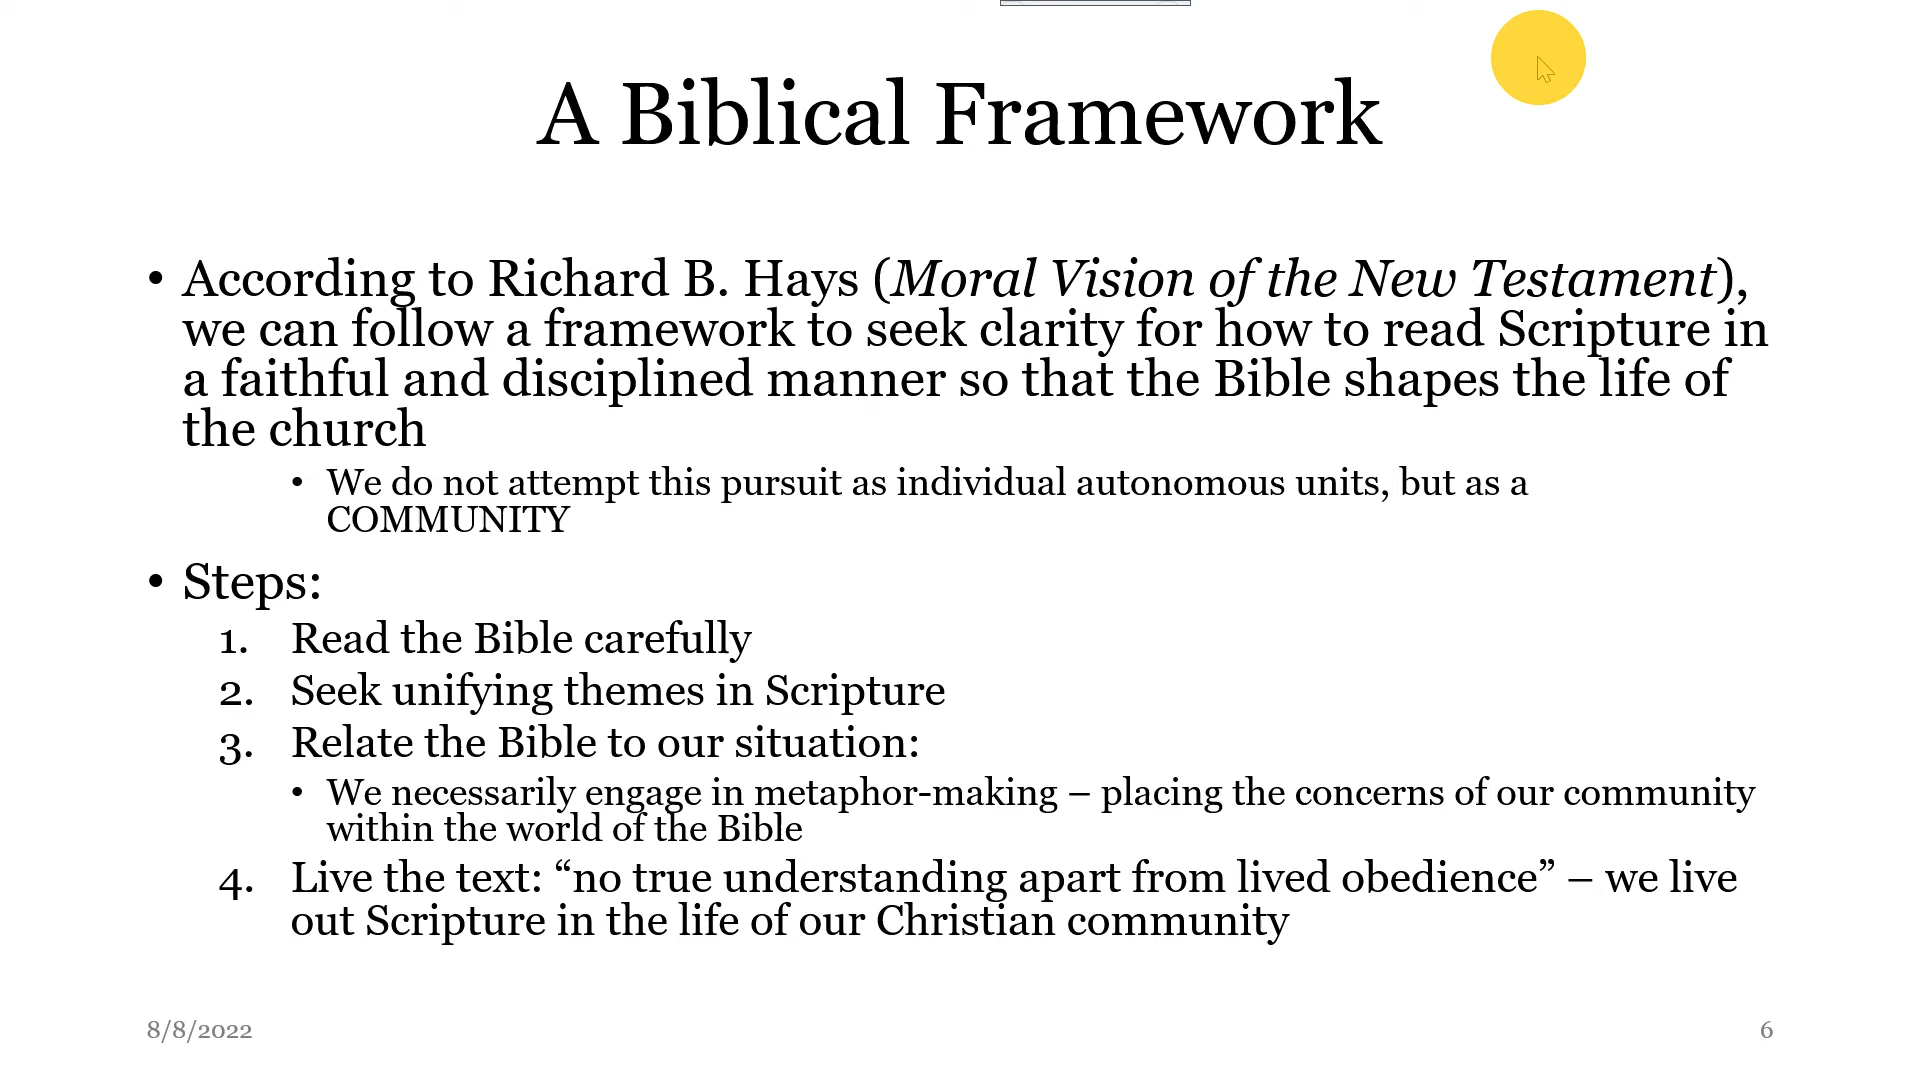 A Biblical Framework
• According to Richard B. Hays (Moral Vision of the New Testament),
we can follow a framework to seek clarity for how to read Scripture in
a faithful and disciplined manner so that the Bible shapes the life of
the church
• We do not attempt this pursuit as individual autonomous units, but as a
COMMUNITY
• Steps:
1. Read the Bible carefully
2. Seek unifying themes in Scripture
3. Relate the Bible to our situation:
• We necessarily engage in metaphor-making – placing the concerns of our community
within the world of the Bible
4. Live the text: “no true understanding apart from lived obedience” – we live
out Scripture in the life of our Christian community
8/8/2022
6